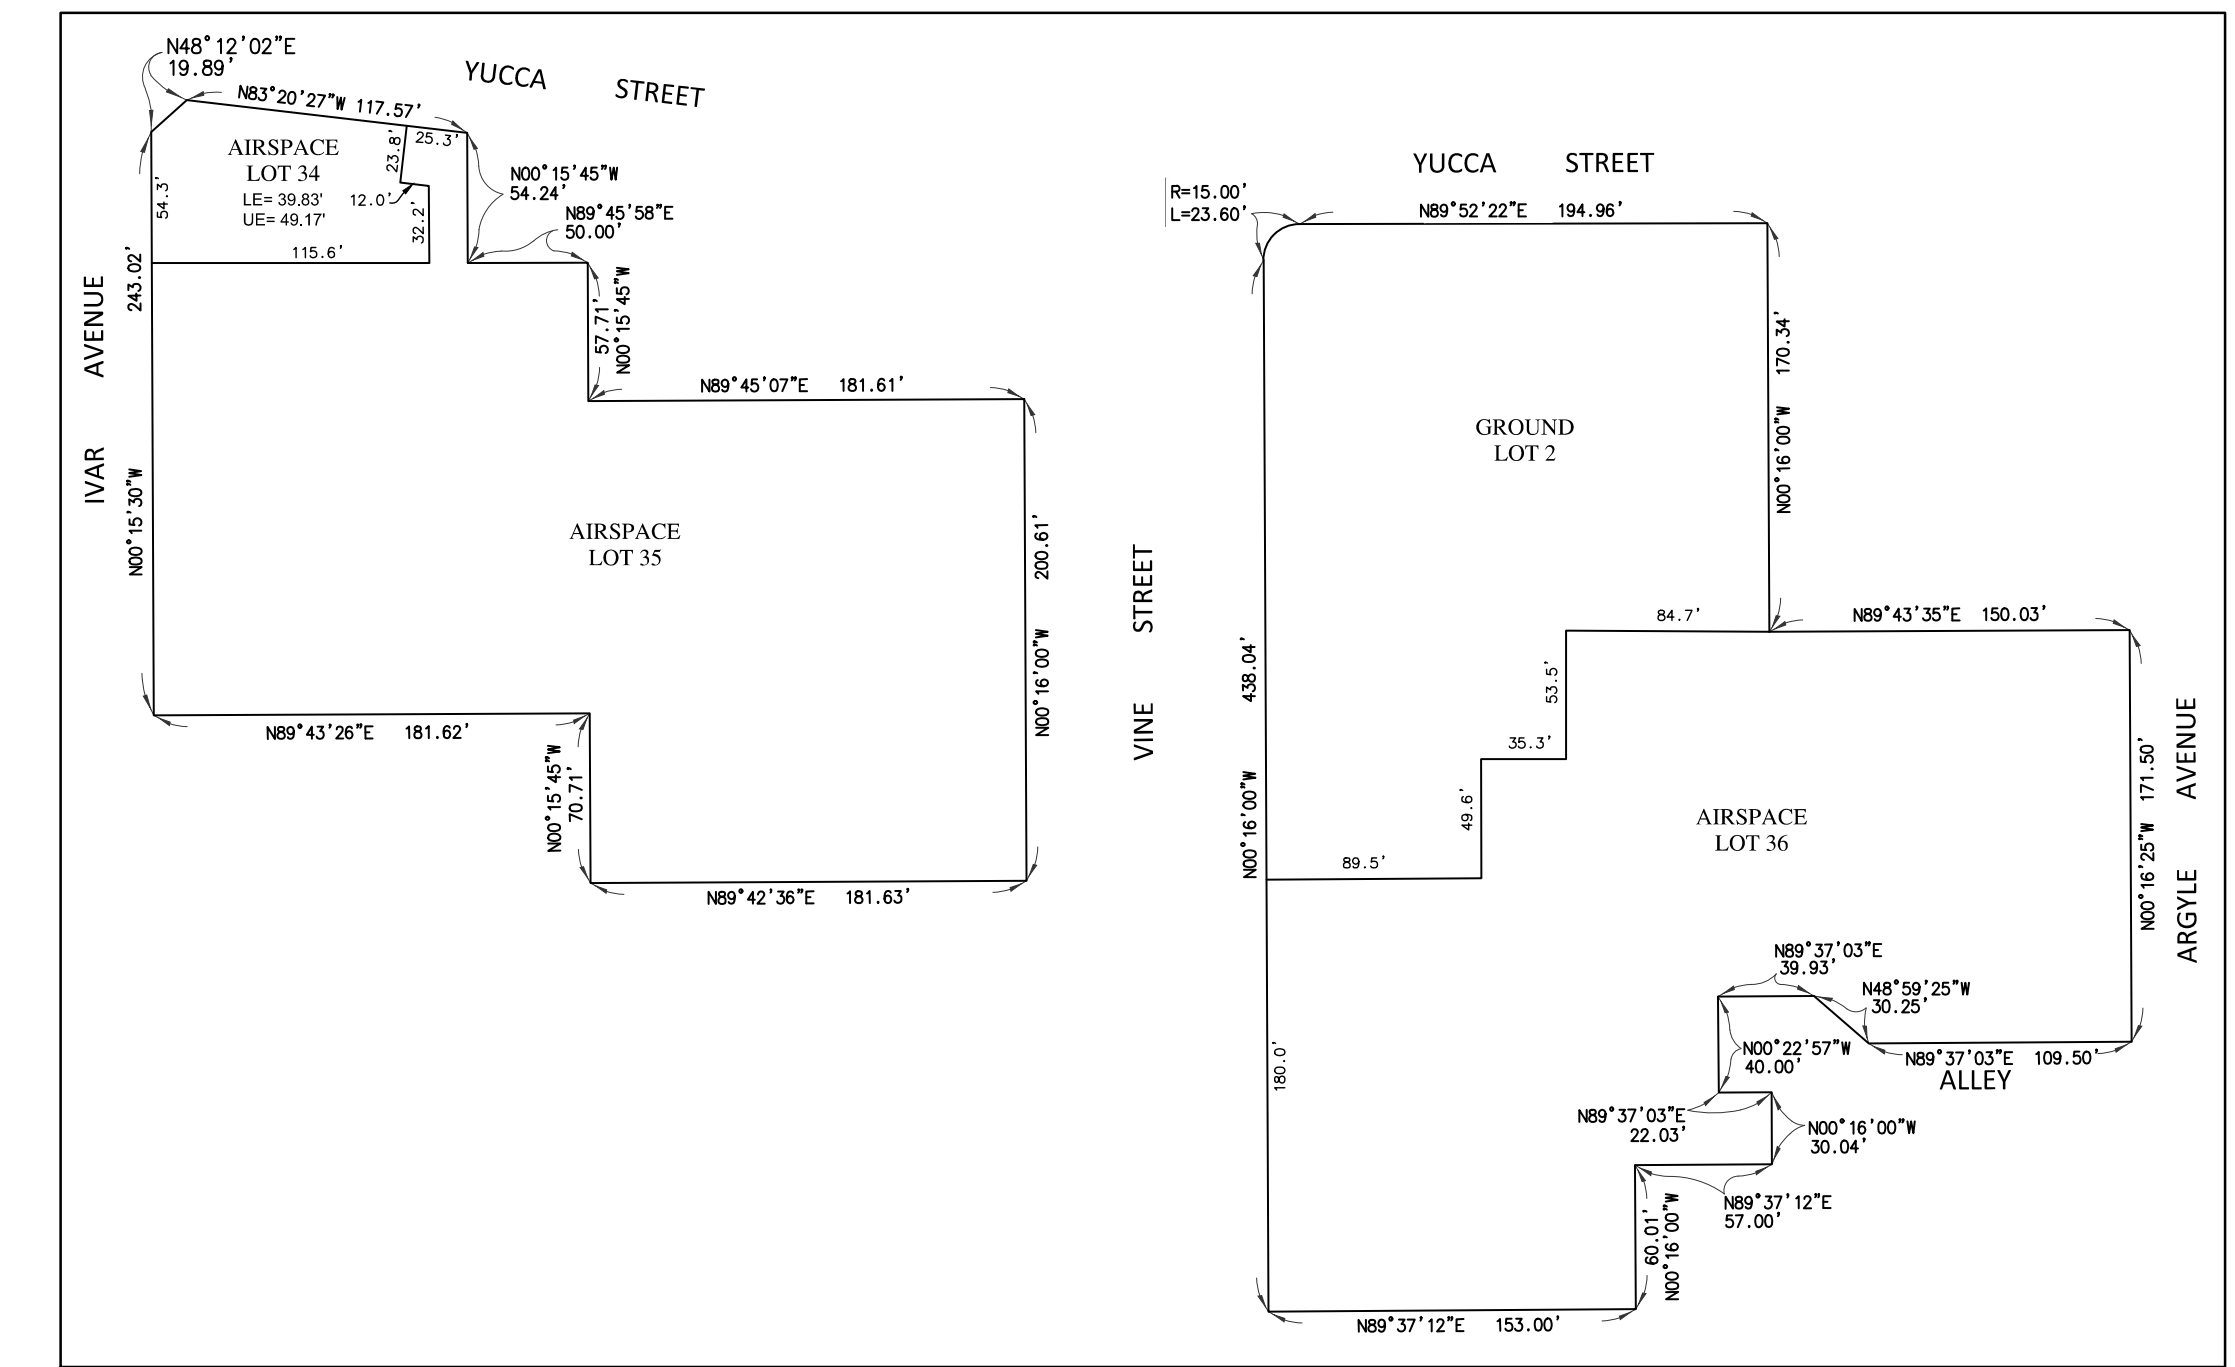 N48°12'02"E
19.89'
N83°20'27"W 117.57'
YUCCA STREET
23.8'
25.3'
AIRSPACE
LOT 34
LE= 39.83'
UE= 49.17'
12.0'
54.3'
32.2'
115.6'
N00°15'45"W
54.24'
N89°45'58"E
50.00'
57.71'
N00°15'45"W
243.02'
N00°15'30"W
IVAR AVENUE
N89°45'07"E 181.61'
AIRSPACE
LOT 35
200.61'
N00°16'00"W
N89°43'26"E 181.62'
N00°15'45"W
70.71'
N89°42'36"E 181.63'
VINE STREET
YUCCA STREET
R=15.00'
L=23.60'
N89°52'22"E 194.96'
N00°16'00"W 170.34'
GROUND
LOT 2
438.04'
N00°16'00"W
84.7'
N89°43'35"E 150.03'
53.5'
35.3'
49.6'
89.5'
AIRSPACE
LOT 36
N00°16'25"W 171.50'
ARGYLE AVENUE
N89°37'03"E
39.93'
N48°59'25"W
30.25'
N00°22'57"W
40.00'
N89°37'03"E 109.50'
ALLEY
180.0'
N89°37'03"E
22.03'
N00°16'00"W
30.04'
N89°37'12"E
57.00'
60.01'
N00°16'00"W
N89°37'12"E 153.00'